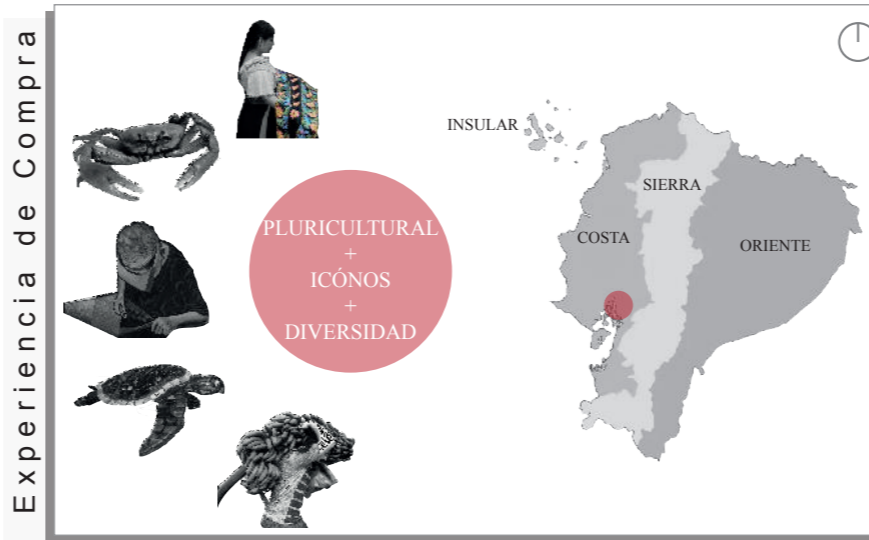 Experiencia de Compra
PLURICULTURAL
+
ICÓNOS
+
DIVERSIDAD
INSULAR
SIERRA
COSTA
ORIENTE